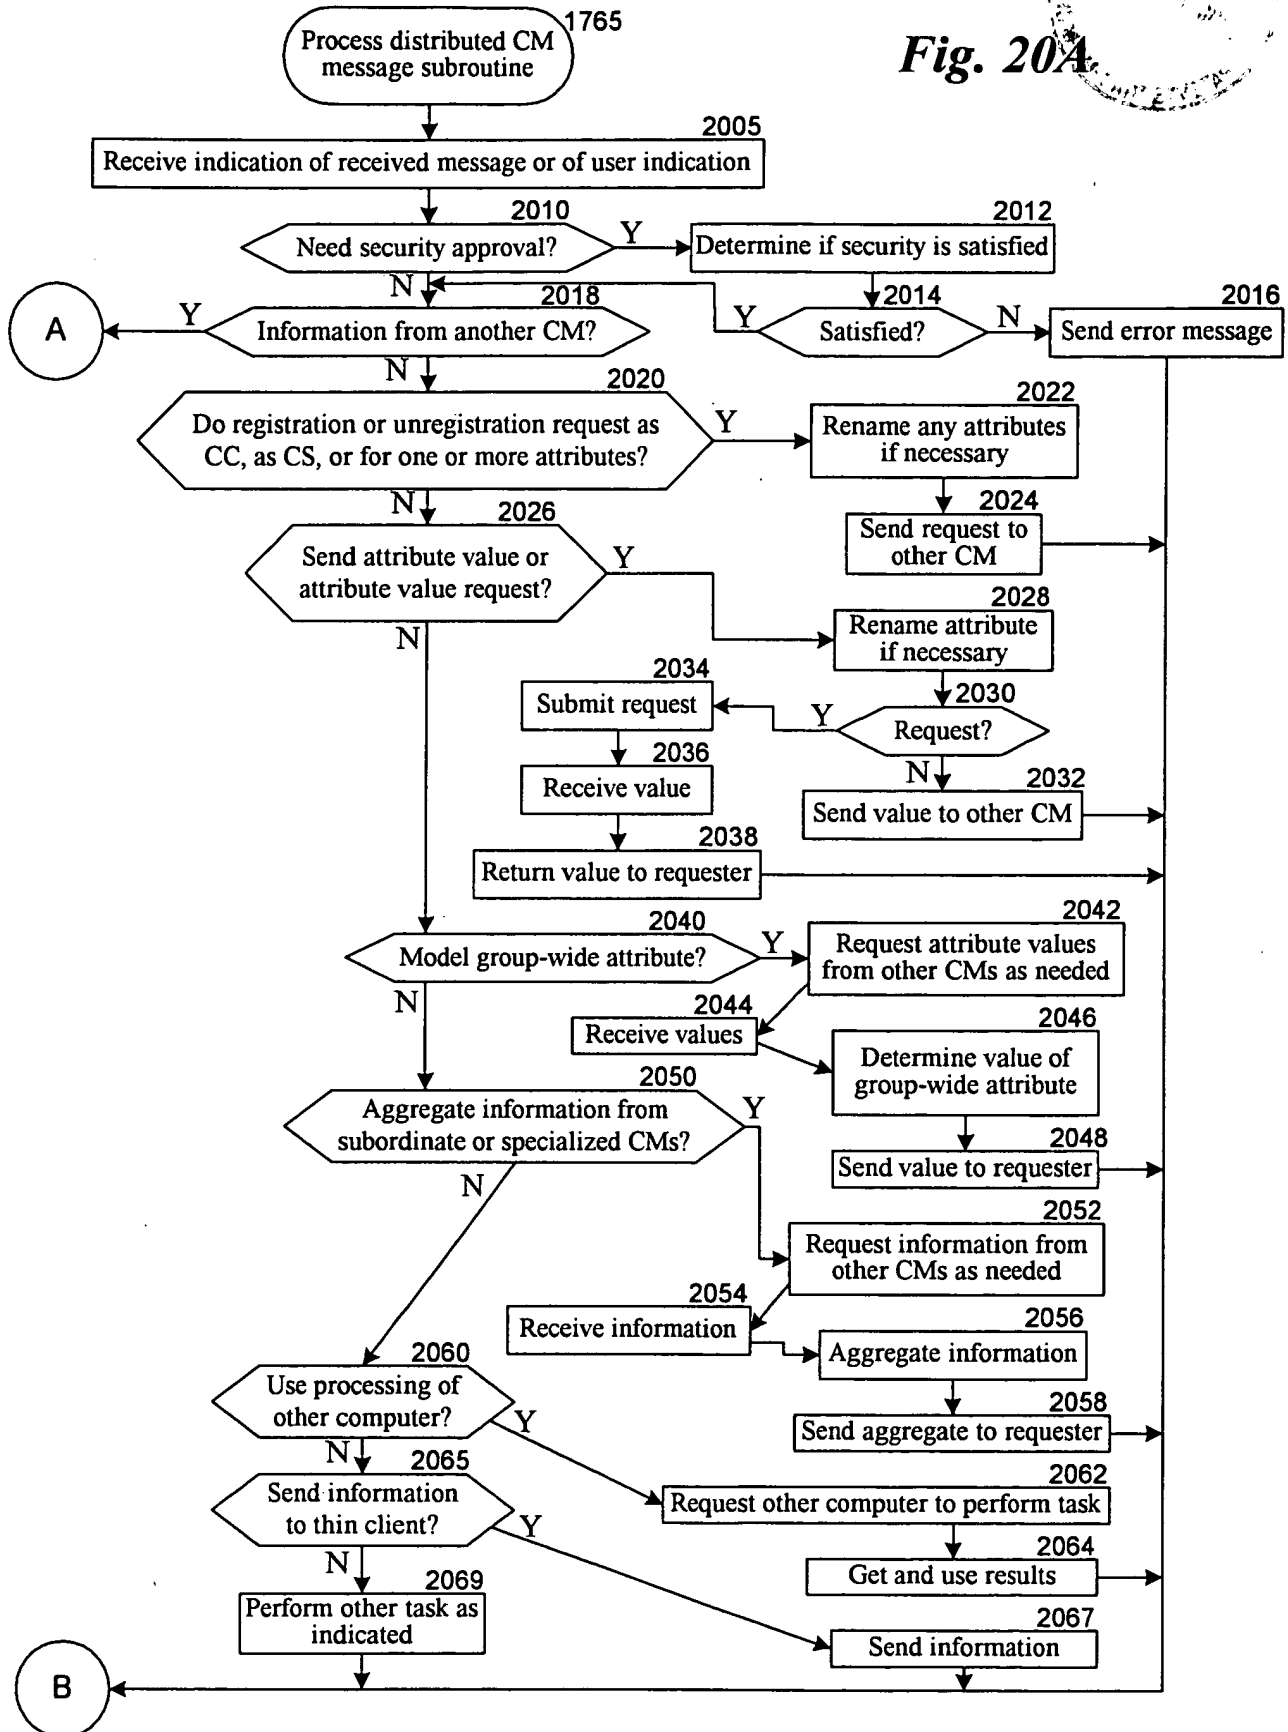 1765
Process distributed CM
message subroutine
Fig. 20A
2005
Receive indication of received message or of user indication
2010
Need security approval?
Y
2012
Determine if security is satisfied
N
2018
Information from another CM?
Y
A
2014
Satisfied?
Y
N
2016
Send error message
N
2020
Do registration or unregistration request as
CC, as CS, or for one or more attributes?
Y
2022
Rename any attributes
if necessary
2024
Send request to
other CM
N
2026
Send attribute value or
attribute value request?
Y
2028
Rename attribute
if necessary
N
2034
Submit request
Y
2030
Request?
2036
Receive value
N
2032
Send value to other CM
2038
Return value to requester
2040
Model group-wide attribute?
Y
2042
Request attribute values
from other CMs as needed
N
2044
Receive values
2046
Determine value of
group-wide attribute
2050
Aggregate information from
subordinate or specialized CMs?
Y
2048
Send value to requester
N
2052
Request information from
other CMs as needed
2054
Receive information
2056
Aggregate information
2060
Use processing of
other computer?
Y
2058
Send aggregate to requester
N
2065
Send information
to thin client?
Y
2062
Request other computer to perform task
N
2064
Get and use results
2069
Perform other task as
indicated
2067
Send information
B